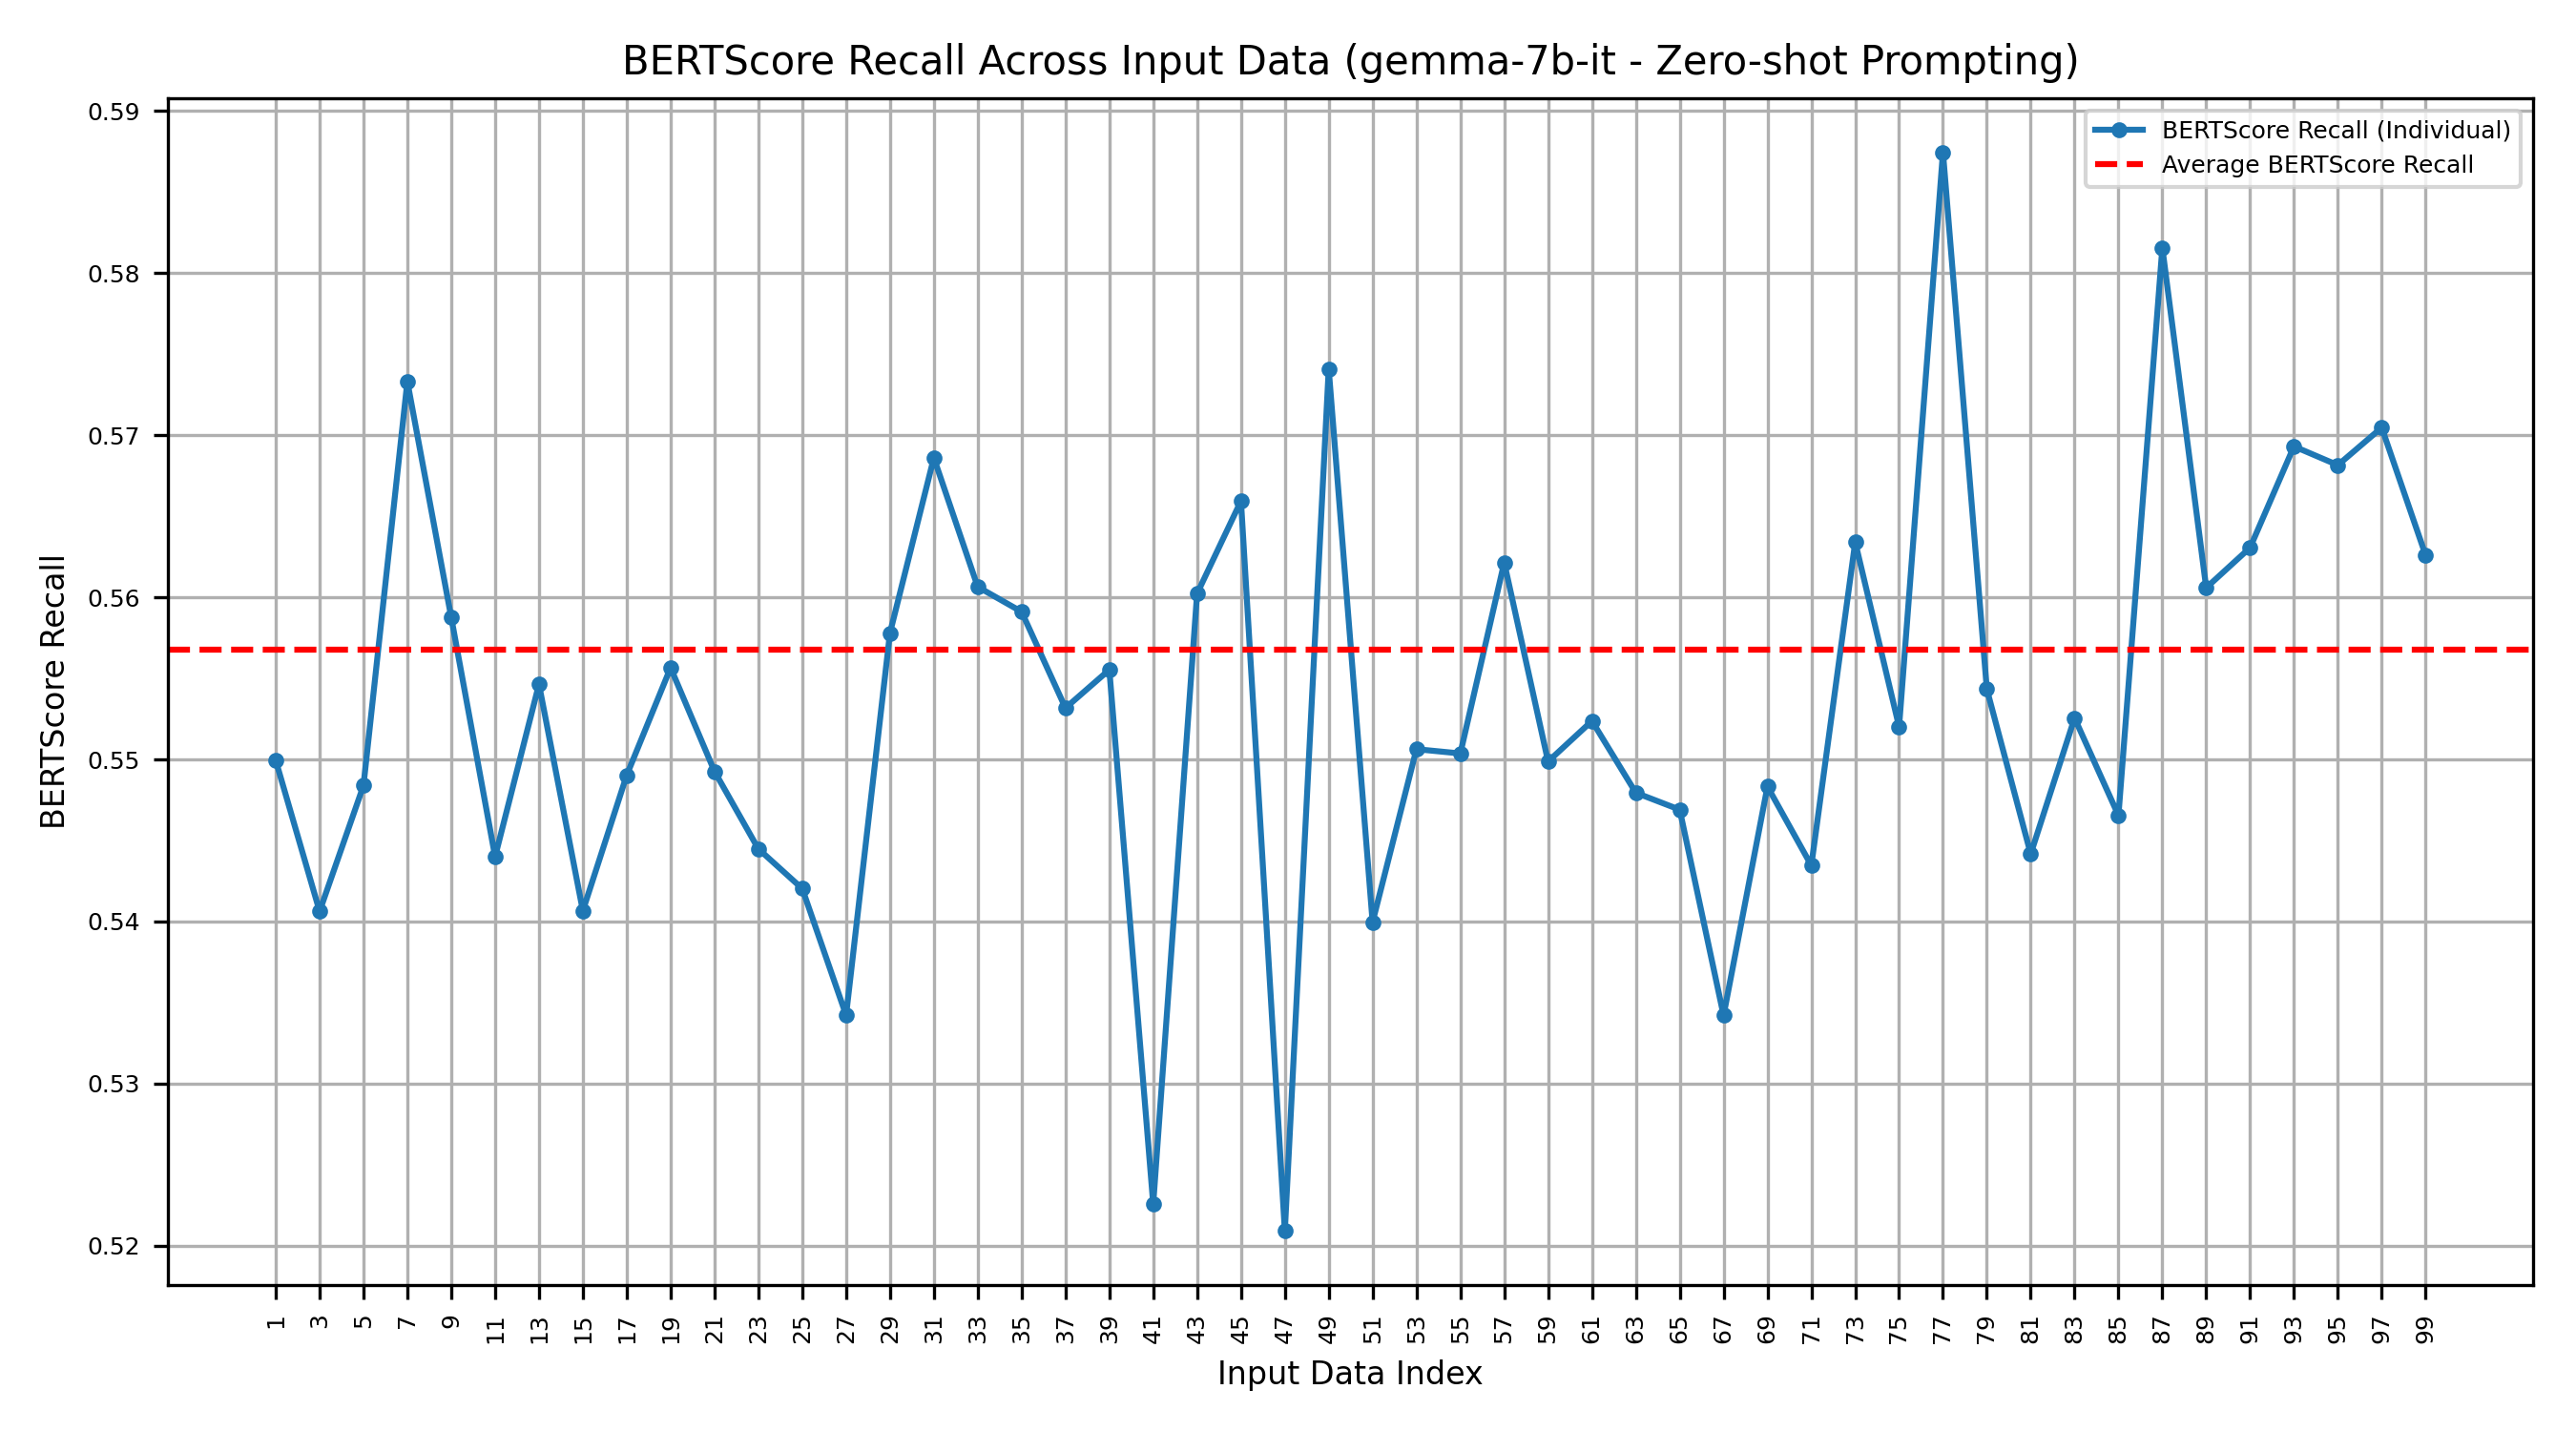 BERTScore Recall Across Input Data (gemma-7b-it - Zero-shot Prompting)
BERTScore Recall (Individual)
Average BERTScore Recall
BERTScore Recall
0.59
0.58
0.57
0.56
0.55
0.54
0.53
0.52
1 3 5 7 9 11 13 15 17 19 21 23 25 27 29 31 33 35 37 39 41 43 45 47 49 51 53 55 57 59 61 63 65 67 69 71 73 75 77 79 81 83 85 87 89 91 93 95 97 99
Input Data Index